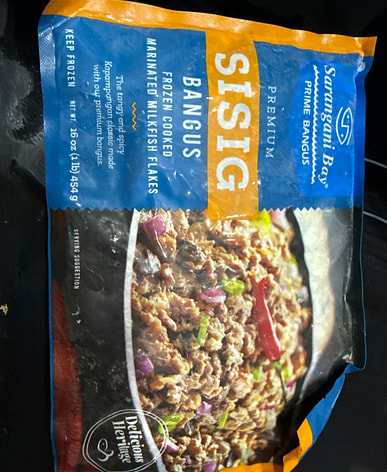 Sarangani Bay
PRIME BANGUS
PREMIUM
SISIG
BANGUS
FROZEN COOKED
MARINATED MILKFISH FLAKES
The tangy and spicy
Kapampangan classic made
with our premium bangus.
KEEP FROZEN NET WT. 16 oz (1 lb) 454 g
SERVING SUGGESTION
Delicious
Heritage